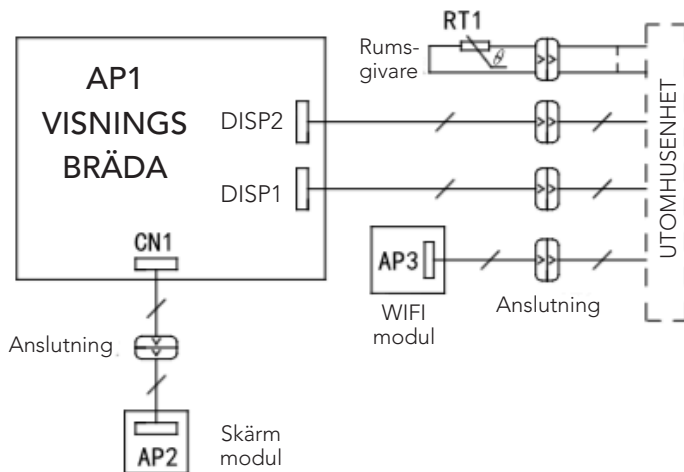 RT1
Rums-
givare
θ
AP1
VISNINGS
BRÄDA
DISP2
DISP1
CN1
AP3
WIFI
modul
Anslutning
UTOMHUSENHET
Anslutning
AP2
Skärm
modul